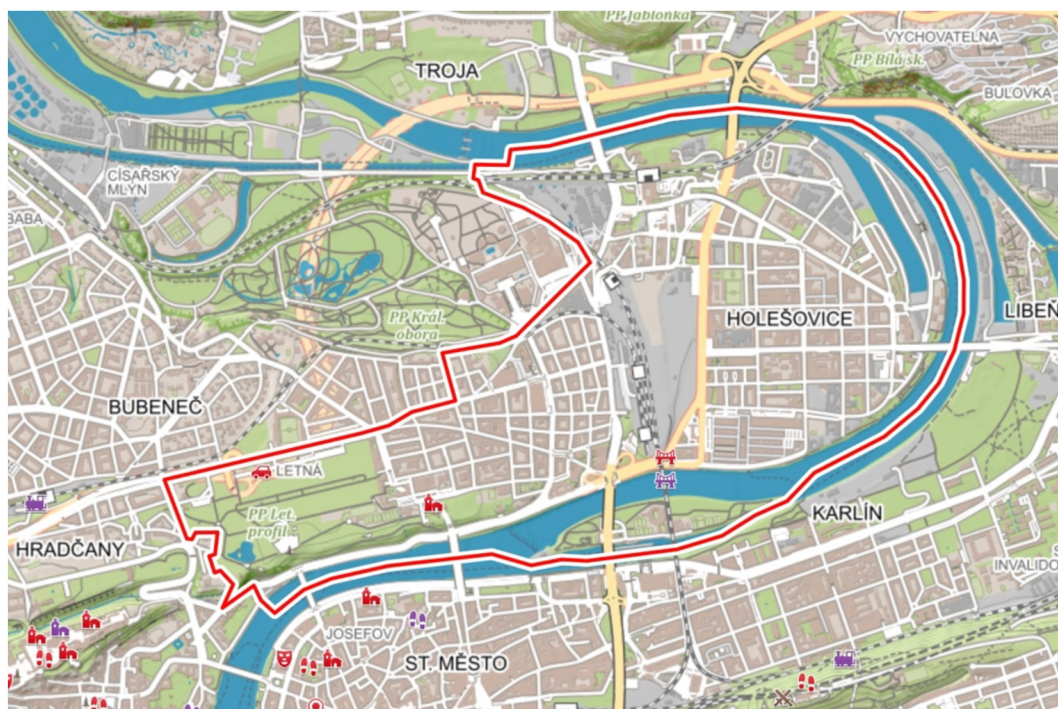 PP Jablonka
VYCHOVATELNA
PP Bílá sk.
TROJA
BULOVKA
CÍSAŘSKÝ
MLÝN
BABA
LIBEŇ
HOLEŠOVICE
PP Král.
obora
BUBENEČ
LETNÁ
PP Let.
profil
KARLÍN
HRADČANY
INVALIDO
JOSEFOV
ST. MĚSTO